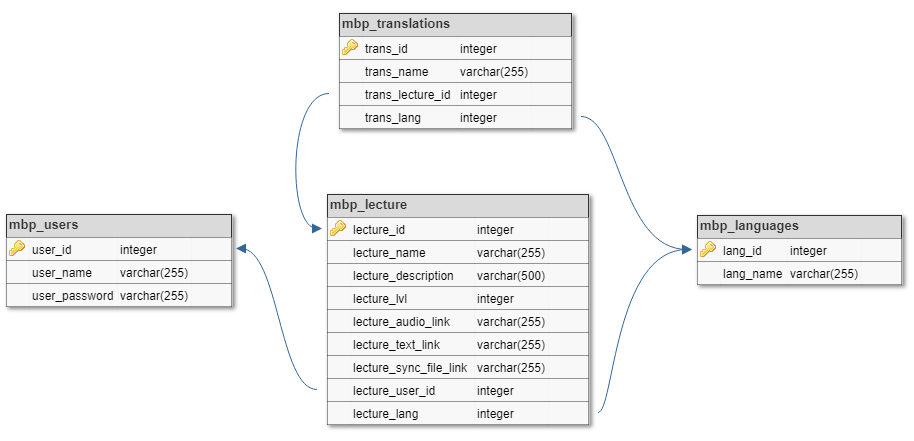 mbp_translations
trans_id integer
trans_name varchar(255)
trans_lecture_id integer
trans_lang integer
mbp_users
user_id integer
user_name varchar(255)
user_password varchar(255)
mbp_lecture
lecture_id integer
lecture_name varchar(255)
lecture_description varchar(500)
lecture_lvl integer
lecture_audio_link varchar(255)
lecture_text_link varchar(255)
lecture_sync_file_link varchar(255)
lecture_user_id integer
lecture_lang integer
mbp_languages
lang_id integer
lang_name varchar(255)